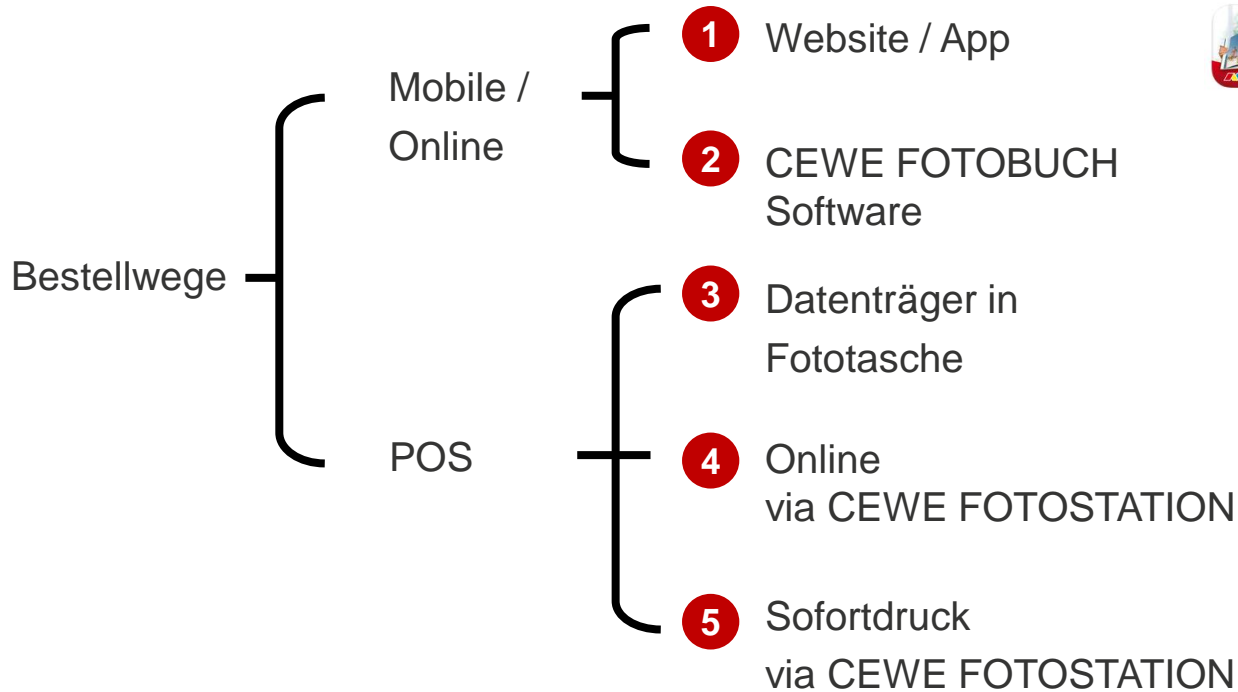 1 Website / App
Mobile /
Online
2 CEWE FOTOBUCH
Software
Bestellwege
3 Datenträger in
Fototasche
POS
4 Online
via CEWE FOTOSTATION
5 Sofortdruck
via CEWE FOTOSTATION